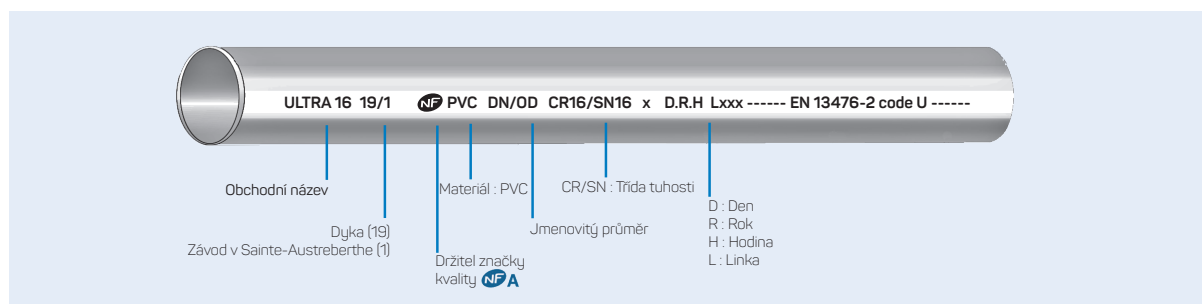 ULTRA 16 19/1 NF PVC DN/OD CR16/SN16 x D.R.H Lxxx ------ EN 13476-2 code U ------
Obchodní název
Dyka (19)
Závod v Sainte-Austreberthe (1)
Držitel značky
kvality NF A
Materiál : PVC
Jmenovitý průměr
CR/SN : Třída tuhosti
D : Den
R : Rok
H : Hodina
L : Linka